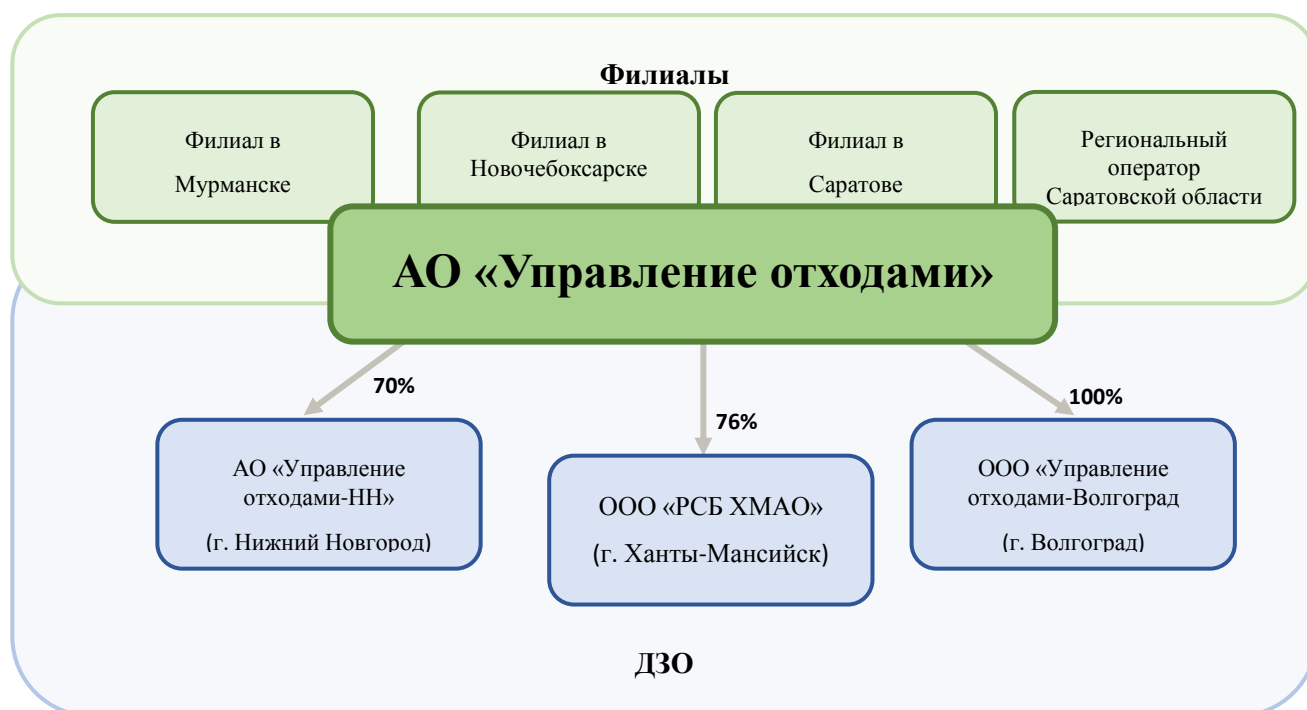 Филиалы
Филиал в
Мурманске
Филиал в
Новочебоксарске
Филиал в
Саратове
Региональный
оператор
Саратовской области
АО «Управление отходами»
70%
76%
100%
АО «Управление
отходами-НН»
(г. Нижний Новгород)
ООО «РСБ ХМАО»
(г. Ханты-Мансийск)
ООО «Управление
отходами-Волгоград
(г. Волгоград)
ДЗО